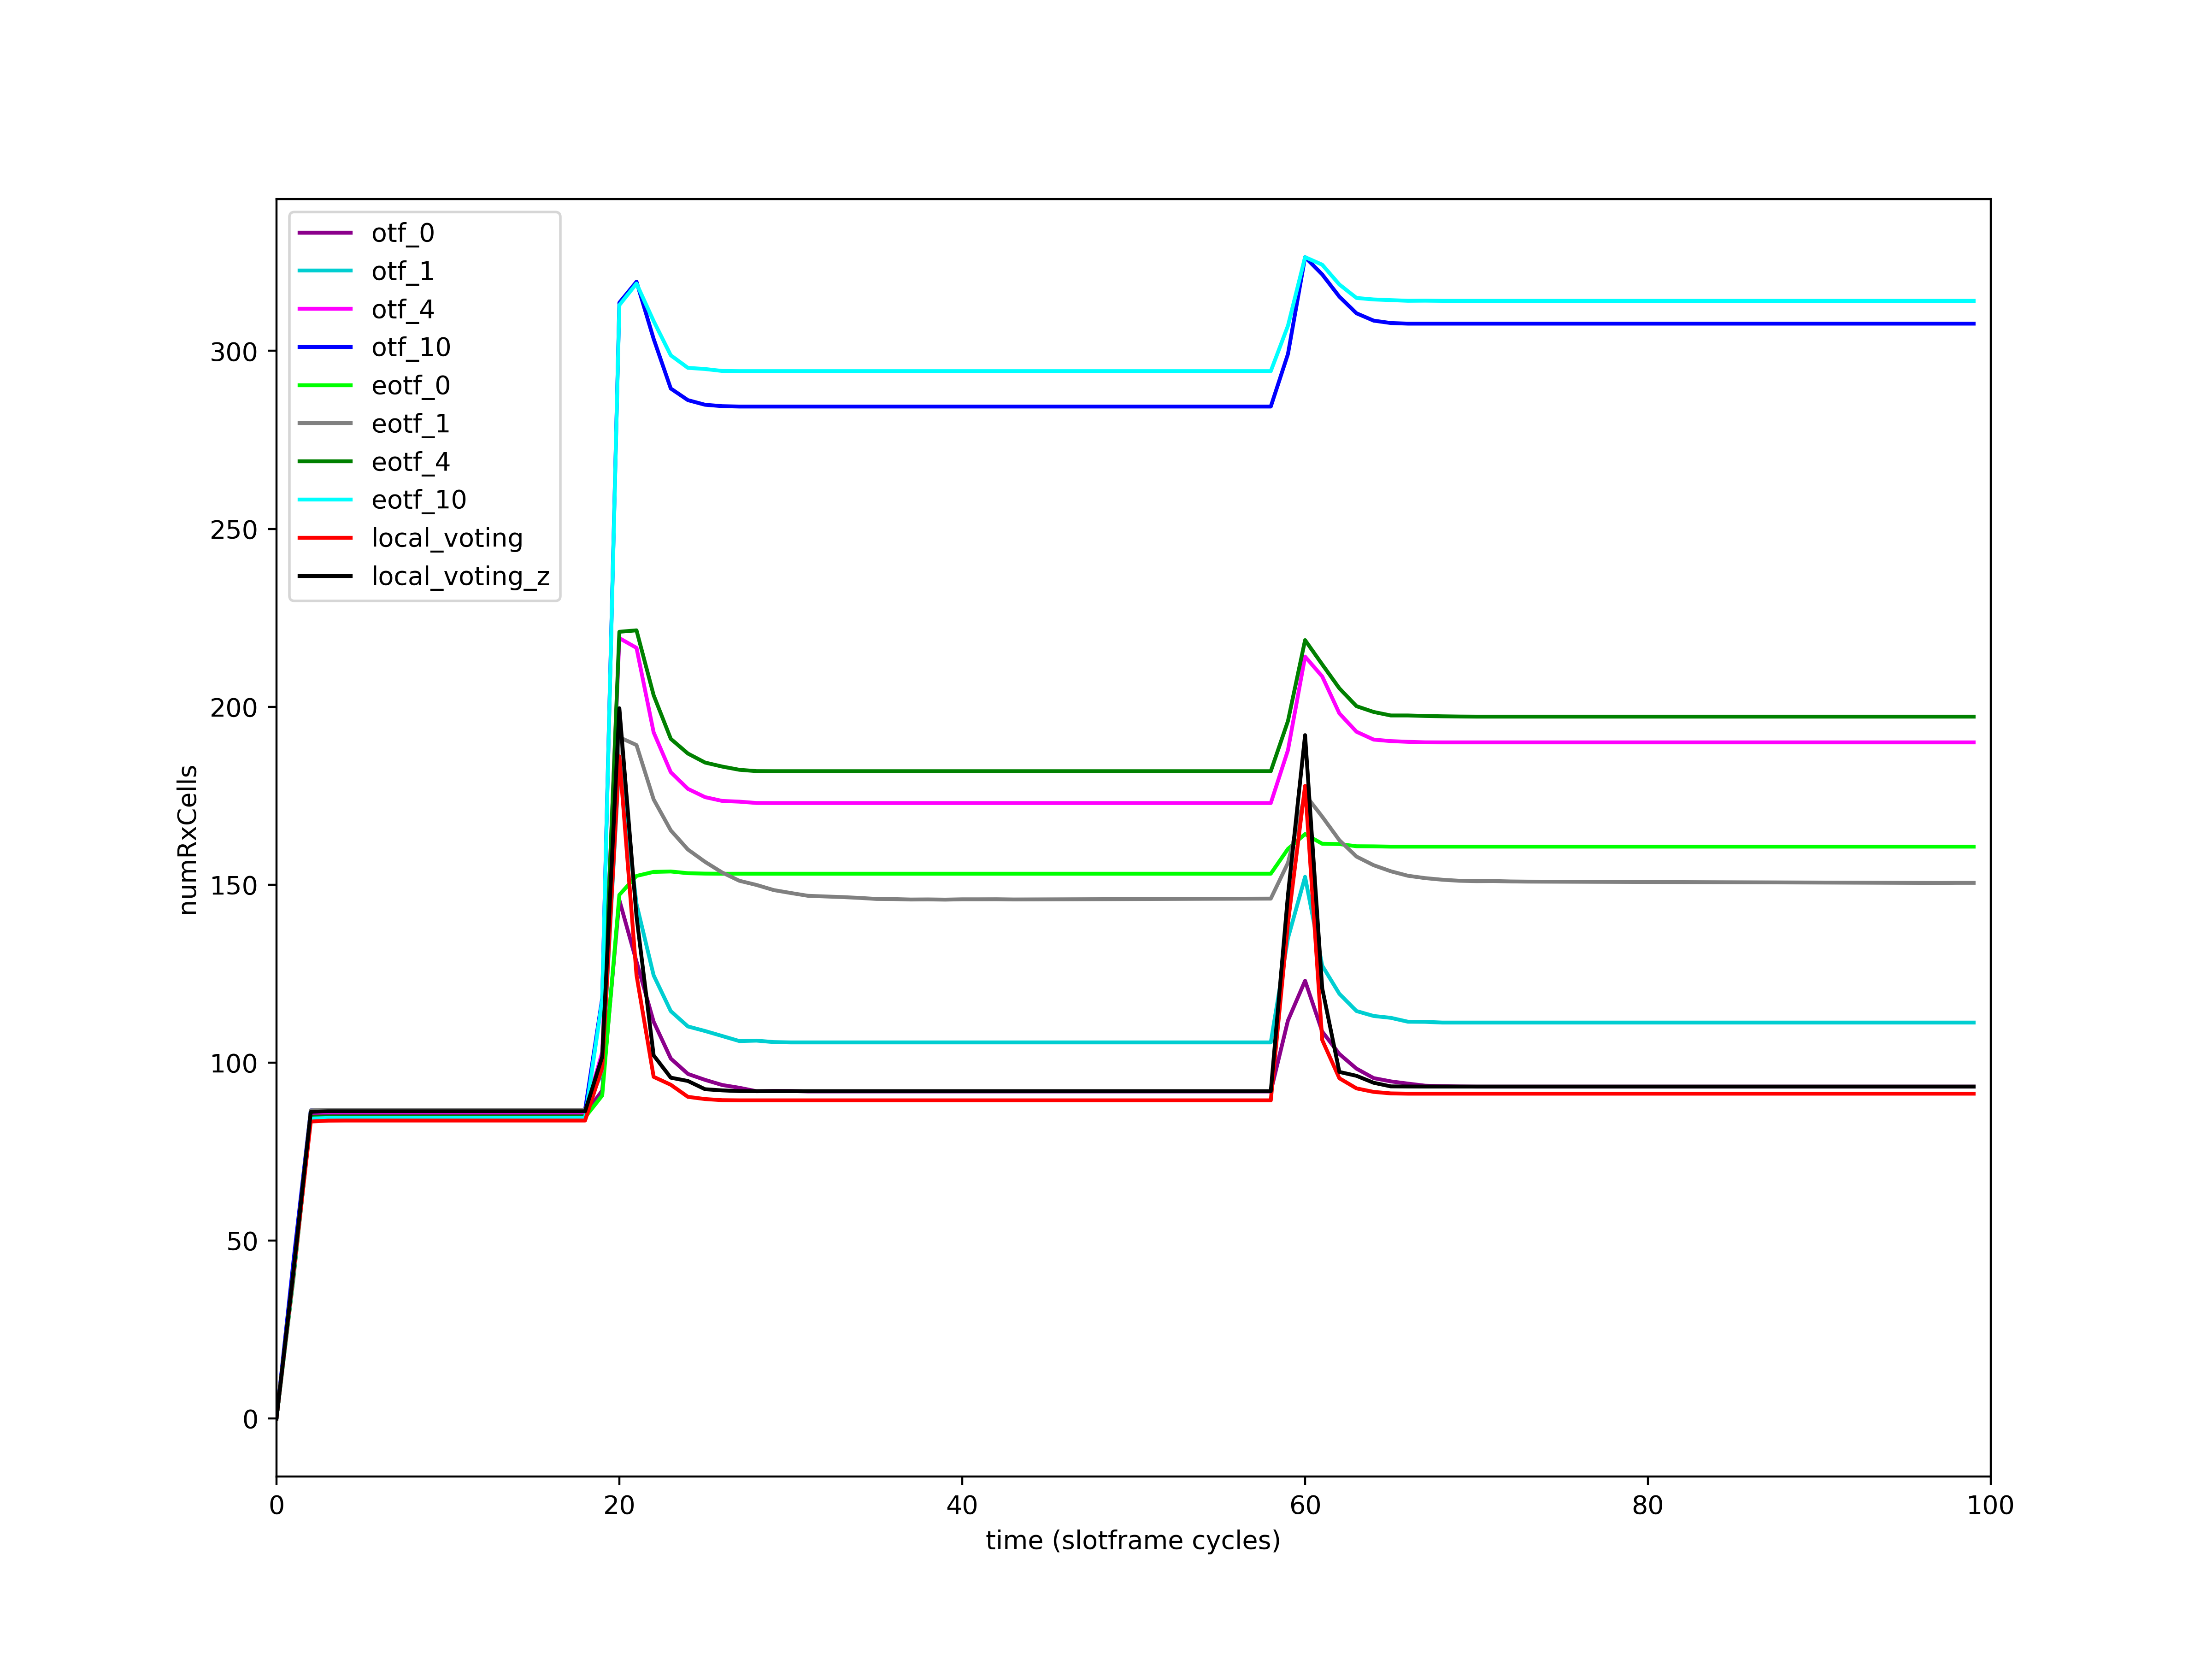 otf_0
otf_1
otf_4
otf_10
eotf_0
eotf_1
eotf_4
eotf_10
local_voting
local_voting_z
300
250
200
150
100
50
0
numRxCells
0 20 40 60 80 100
time (slotframe cycles)